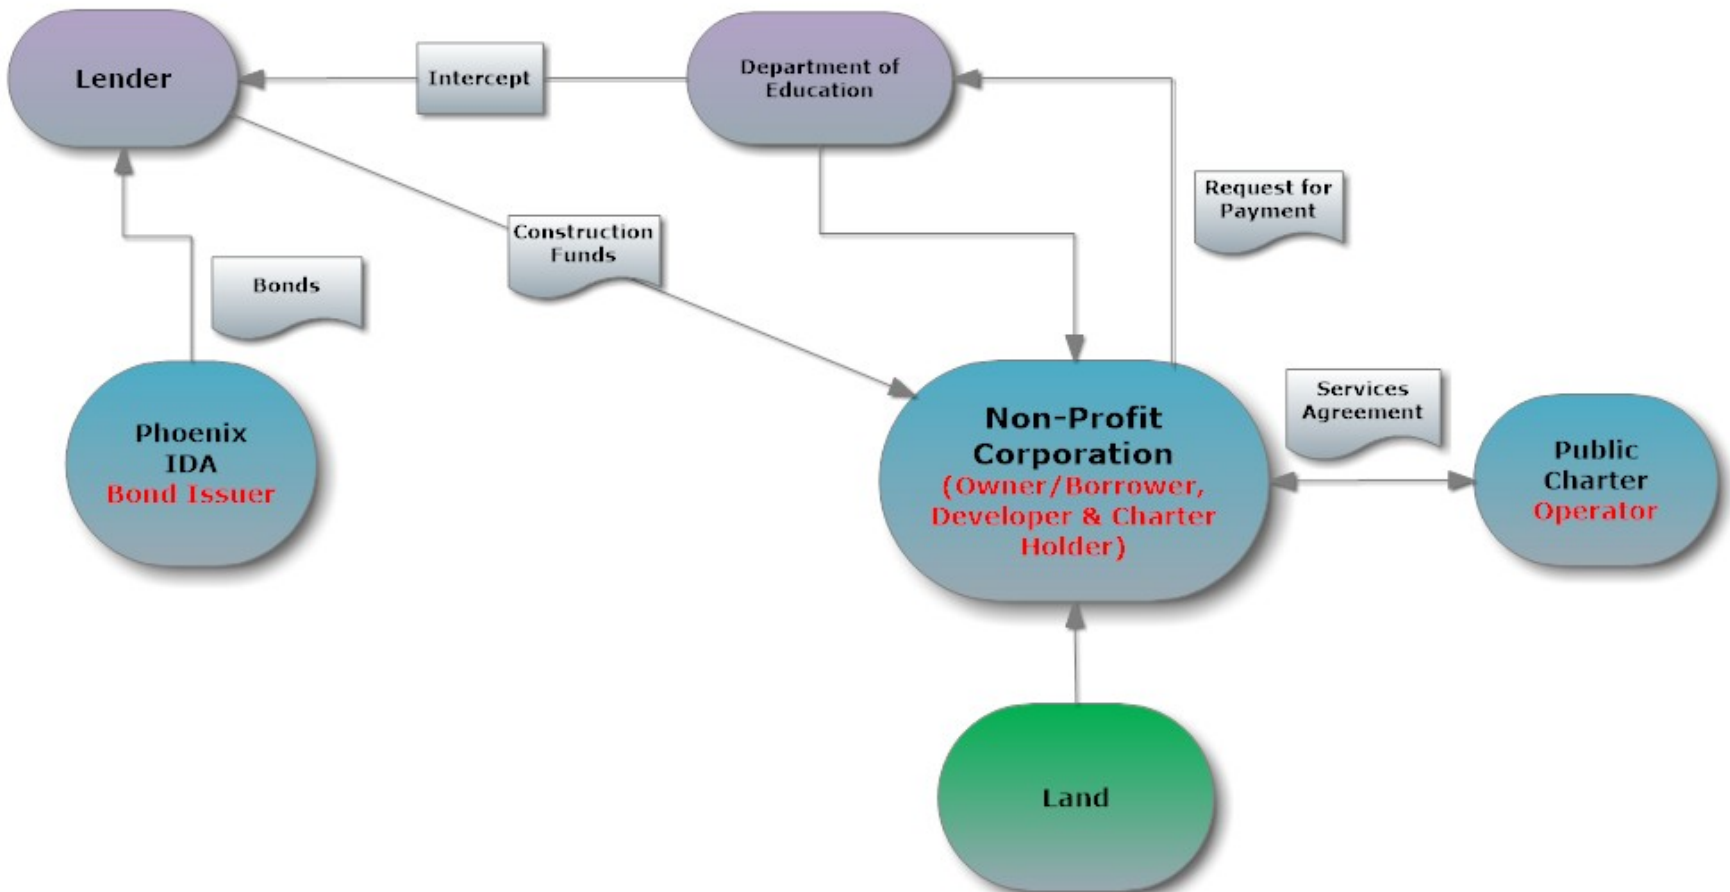 Lender
Intercept
Department of
Education
Request for
Payment
Construction
Funds
Bonds
Phoenix
IDA
Bond Issuer
Non-Profit
Corporation
(Owner/Borrower,
Developer & Charter
Holder)
Services
Agreement
Public
Charter
Operator
Land